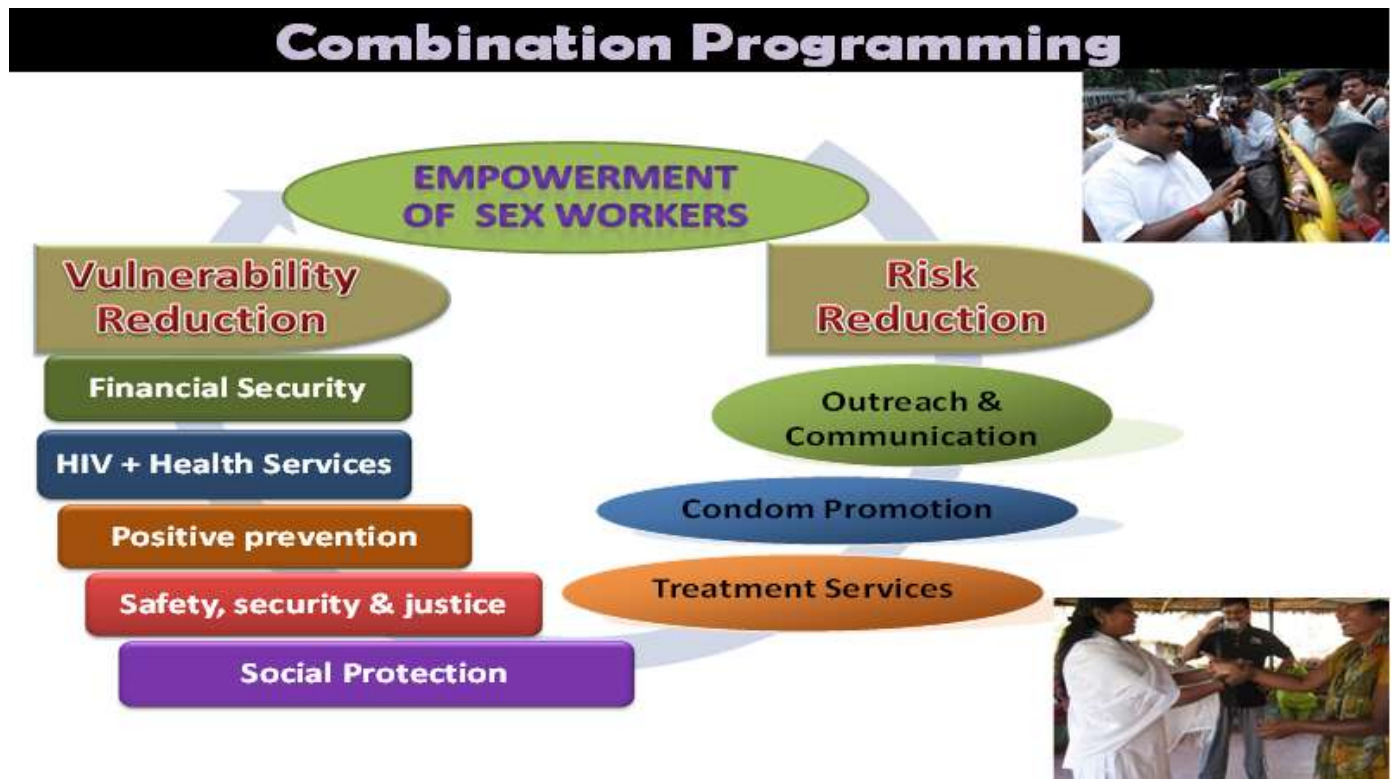 Combination Programming
EMPOWERMENT
OF SEX WORKERS
Vulnerability
Reduction
Financial Security
HIV + Health Services
Positive prevention
Safety, security & justice
Social Protection
Risk
Reduction
Outreach &
Communication
Condom Promotion
Treatment Services